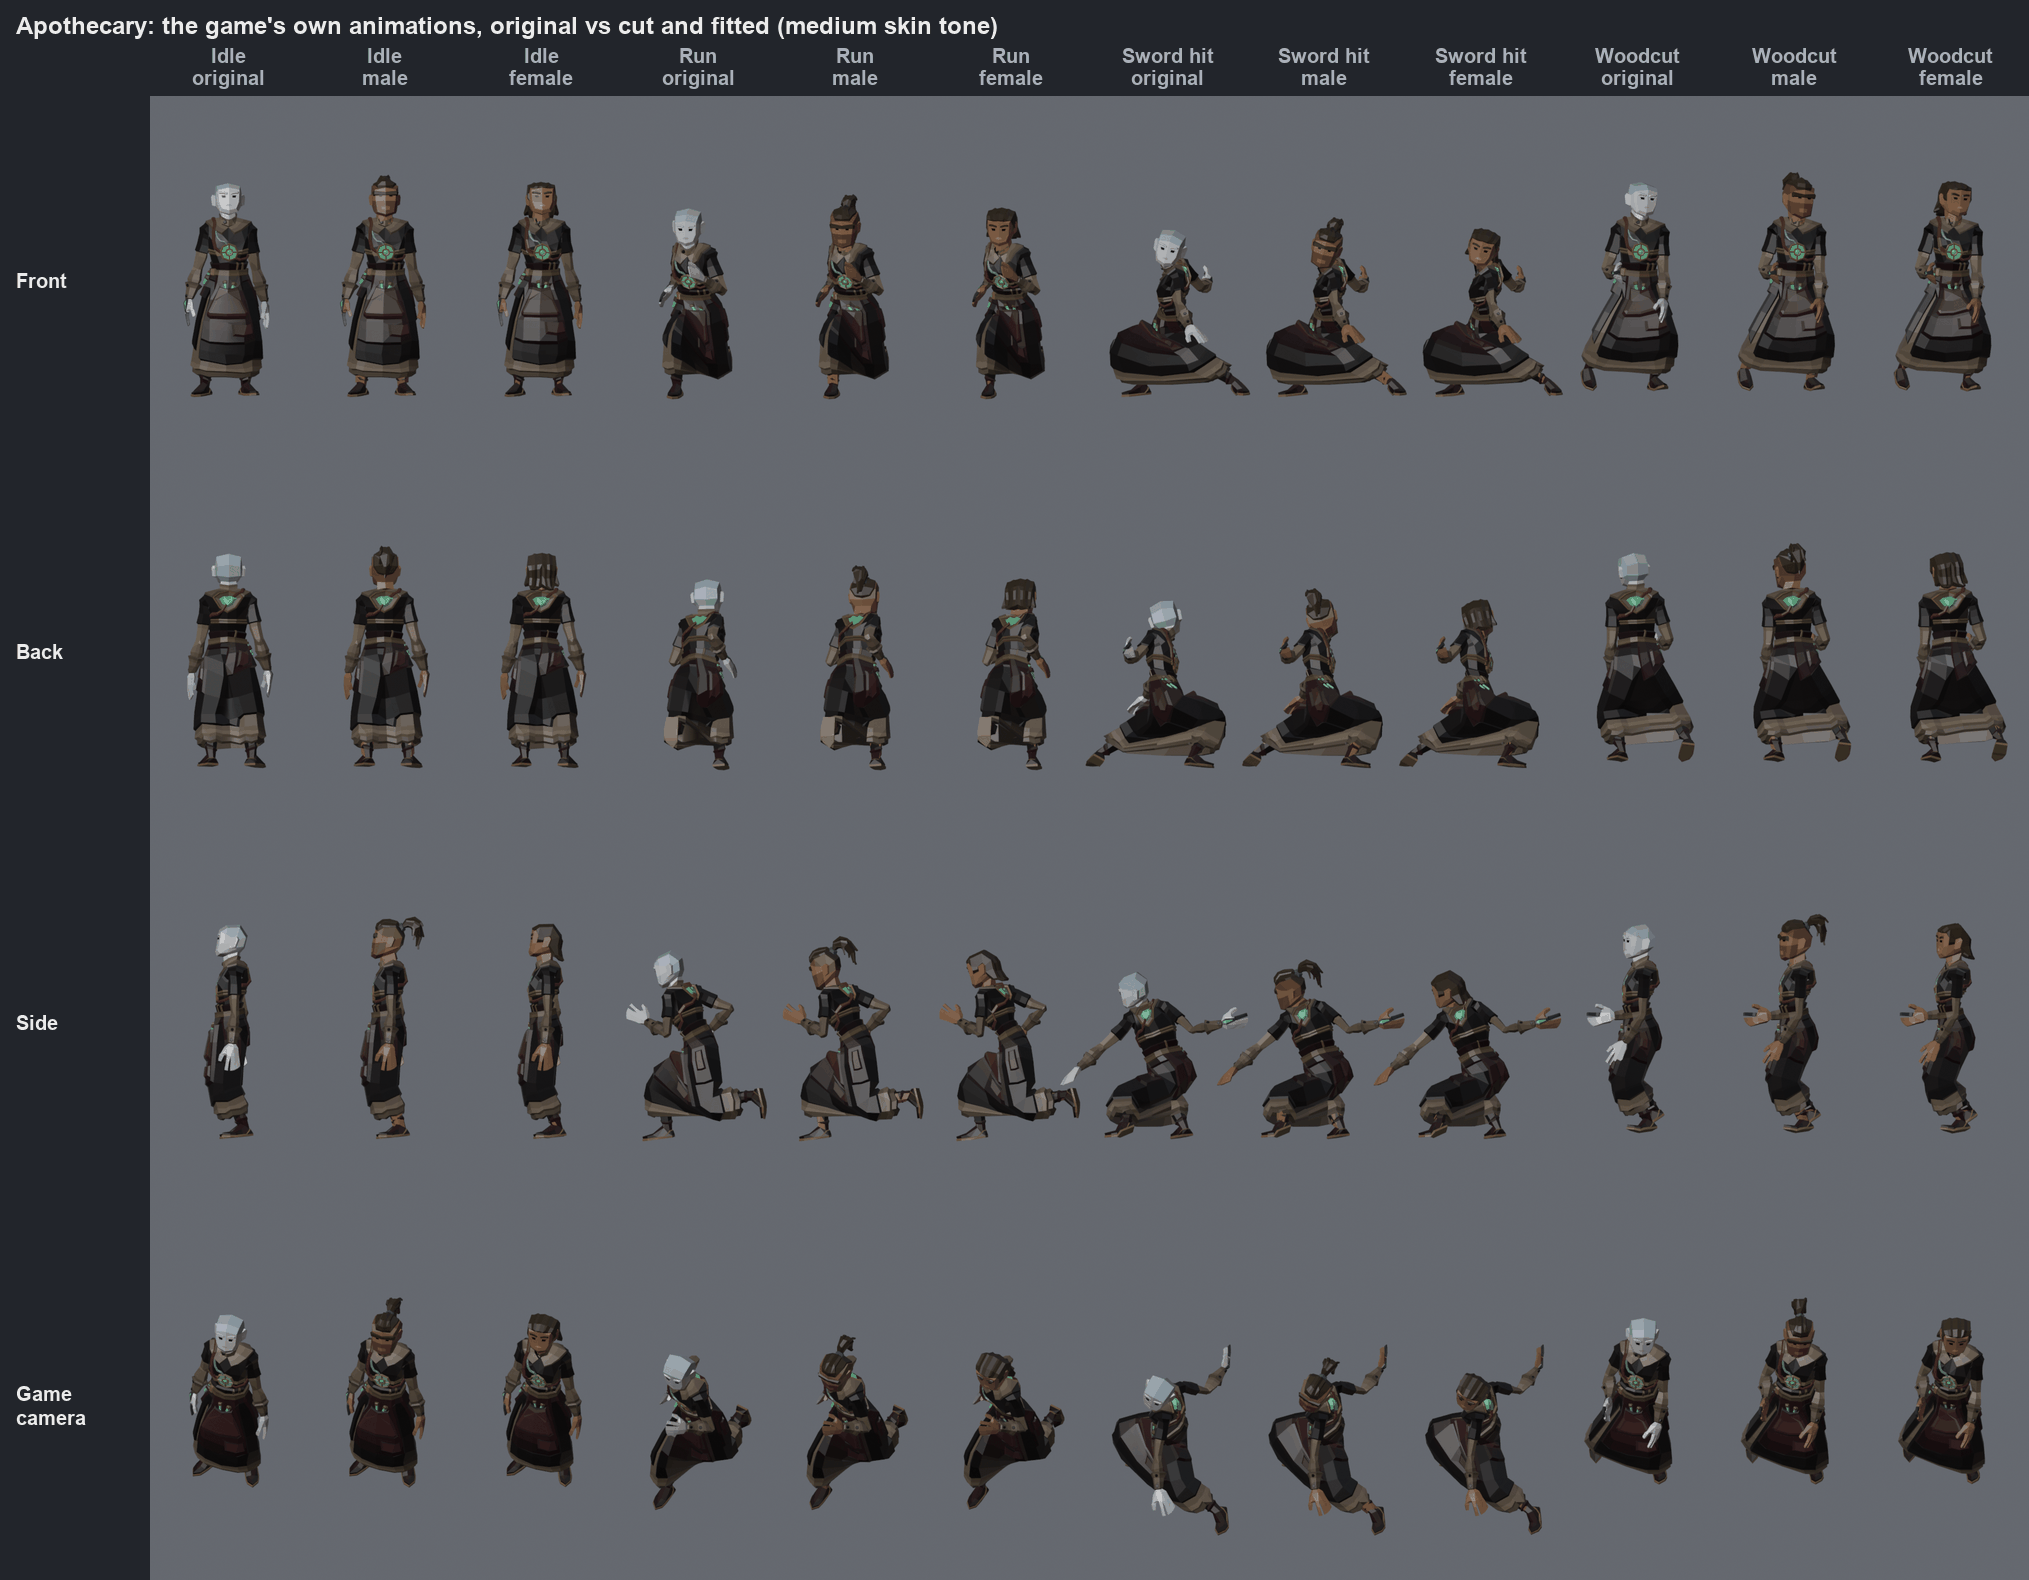 Apothecary: the game's own animations, original vs cut and fitted (medium skin tone)
Idle original
Idle male
Idle female
Run original
Run male
Run female
Sword hit original
Sword hit male
Sword hit female
Woodcut original
Woodcut male
Woodcut female
Front
Back
Side
Game
camera